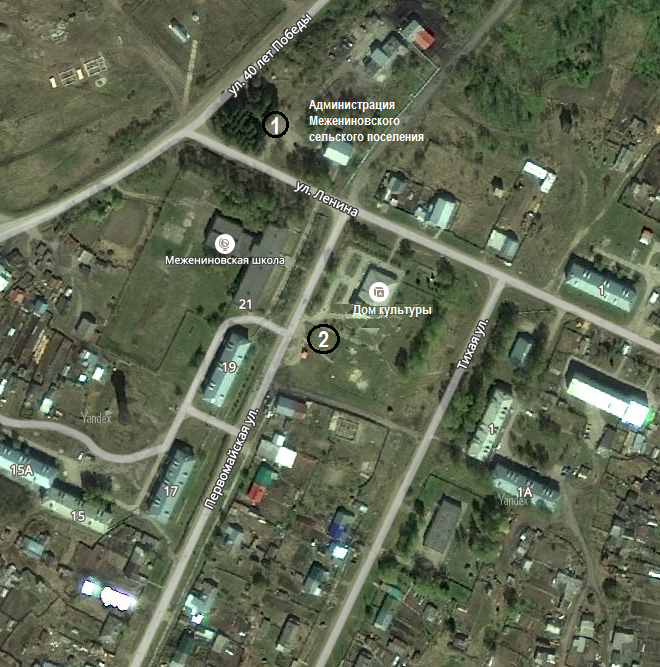 ул. 40 лет Победы
1
Администрация
Межениновского
сельского поселения
ул. Ленина
Межениновская школа
21
Дом культуры
1
2
Тихая ул.
19
Первомайская ул.
1
Yandex
15А
17
1А
Yandex
15